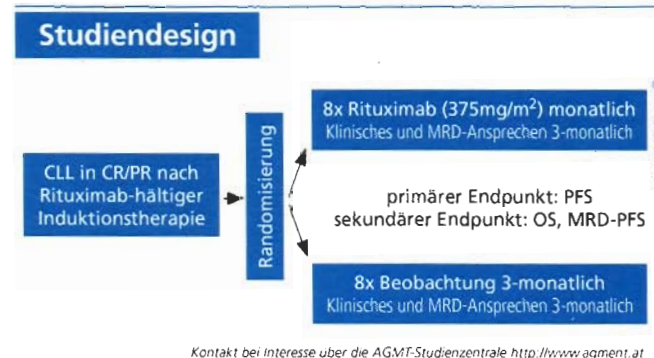 Studiendesign
8x Rituximab (375mg/m²) monatlich
Klinisches und MRD-Ansprechen 3-monatlich
CLL in CR/PR nach
Rituximab-hältiger
Induktionstherapie
Randomisierung
primärer Endpunkt: PFS
sekundärer Endpunkt: OS, MRD-PFS
8x Beobachtung 3-monatlich
Klinisches und MRD-Ansprechen 3-monatlich
Kontakt bei Interesse über die AGMT-Studienzentrale http://www.agment.at